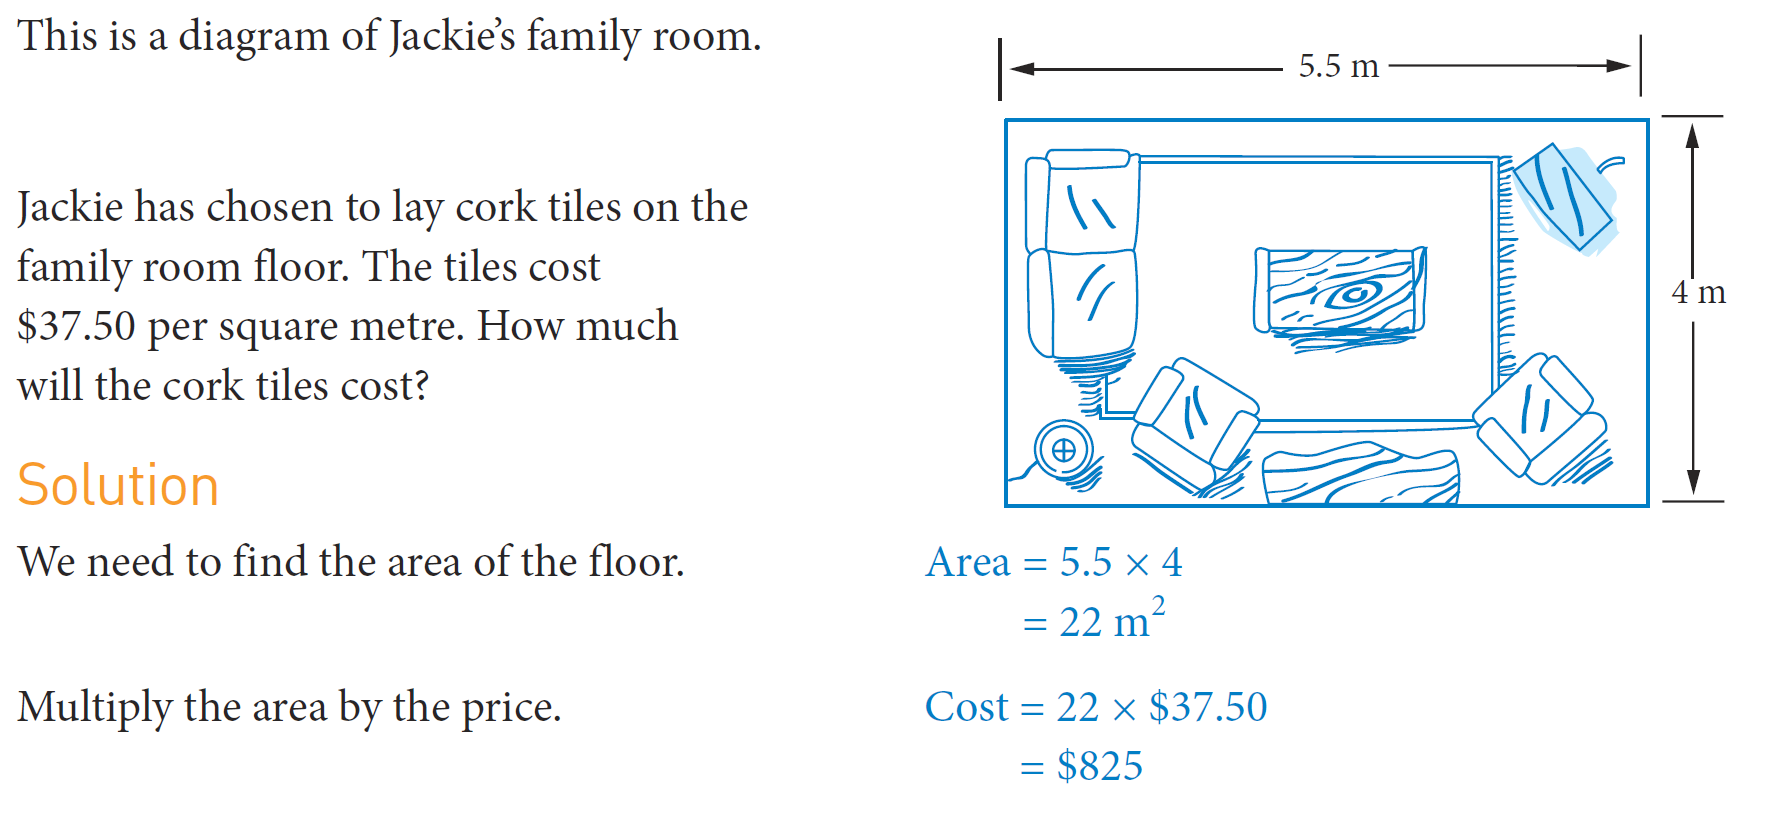 This is a diagram of Jackie’s family room.
5.5 m
4 m
Jackie has chosen to lay cork tiles on the
family room floor. The tiles cost
$37.50 per square metre. How much
will the cork tiles cost?
Solution
We need to find the area of the floor.
Area = 5.5 × 4
= 22 m²
Multiply the area by the price.
Cost = 22 × $37.50
= $825